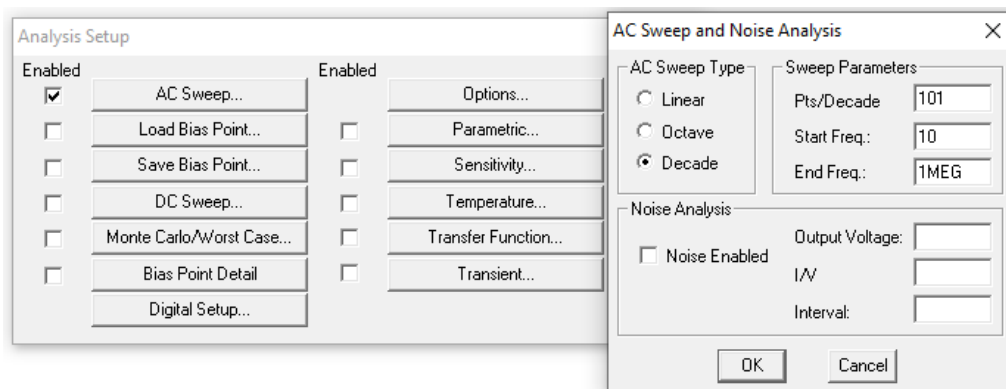 Analysis Setup
Enabled
Enabled
AC Sweep...
Options...
Load Bias Point...
Parametric...
Save Bias Point...
Sensitivity...
DC Sweep...
Temperature...
Monte Carlo/Worst Case...
Transfer Function...
Bias Point Detail
Transient...
Digital Setup...
AC Sweep and Noise Analysis
AC Sweep Type
Linear
Octave
Decade
Sweep Parameters
Pts/Decade 101
Start Freq.: 10
End Freq.: 1MEG
Noise Analysis
Noise Enabled
Output Voltage:
I/V
Interval:
OK
Cancel